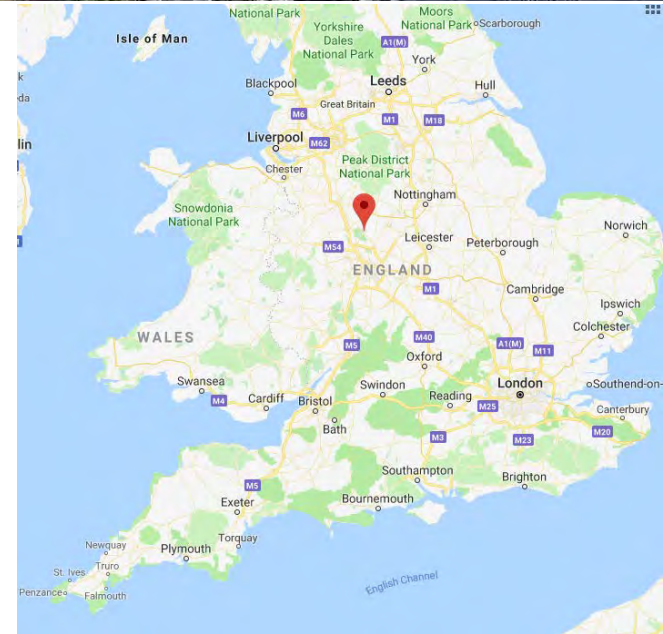 National Park
Moors
National Park
Scarborough
Isle of Man
Yorkshire
Dales
National Park
A1(M)
York
Blackpool
Leeds
Hull
Great Britain
M6
M1
M18
lin
Liverpool
M62
Peak District
National Park
Chester
Snowdonia
National Park
Nottingham
Norwich
M54
Leicester
Peterborough
ENGLAND
M1
Cambridge
Ipswich
Colchester
WALES
M5
M40
A1(M)
M11
Oxford
Swansea
M4
Cardiff
Bristol
Swindon
Reading
London
Southend-on-
M25
Canterbury
Bath
M3
M23
M20
Southampton
Brighton
M5
Exeter
Bournemouth
Newquay
Torquay
Plymouth
St. Ives
Truro
Penzance
Falmouth
English Channel